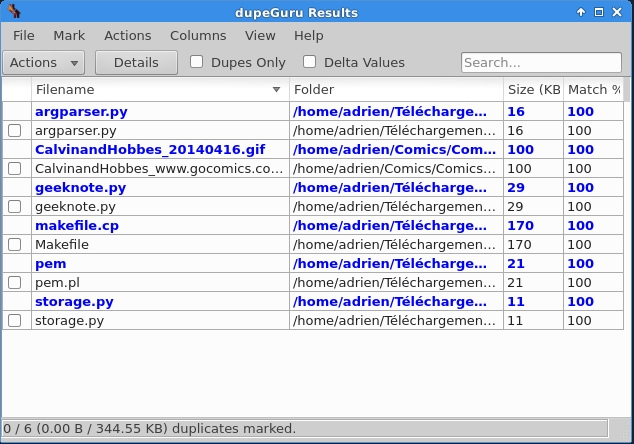 dupeGuru Results
File Mark Actions Columns View Help
Actions Details Dupes Only Delta Values Search...
Filename Folder Size (KB Match %
argparser.py /home/adrien/Télécharge... 16 100
argparser.py /home/adrien/Téléchargemen... 16 100
CalvinandHobbes_20140416.gif /home/adrien/Comics/Com... 100 100
CalvinandHobbes_www.gocomics.co... /home/adrien/Comics/Comics... 100 100
geeknote.py /home/adrien/Télécharge... 29 100
geeknote.py /home/adrien/Téléchargemen... 29 100
makefile.cp /home/adrien/Télécharge... 170 100
Makefile /home/adrien/Téléchargemen... 170 100
pem /home/adrien/Télécharge... 21 100
pem.pl /home/adrien/Téléchargemen... 21 100
storage.py /home/adrien/Télécharge... 11 100
storage.py /home/adrien/Téléchargemen... 11 100
0 / 6 (0.00 B / 344.55 KB) duplicates marked.